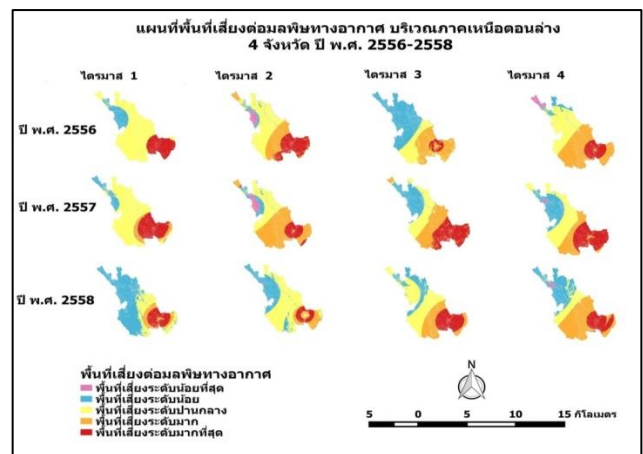 แผนที่พื้นที่เสี่ยงต่อมลพิษทางอากาศ บริเวณภาคเหนือตอนล่าง
4 จังหวัด ปี พ.ศ. 2556-2558
ไตรมาส 1 ไตรมาส 2 ไตรมาส 3 ไตรมาส 4
ปี พ.ศ. 2556
ปี พ.ศ. 2557
ปี พ.ศ. 2558
พื้นที่เสี่ยงต่อมลพิษทางอากาศ
พื้นที่เสี่ยงระดับน้อยที่สุด
พื้นที่เสี่ยงระดับน้อย
พื้นที่เสี่ยงระดับปานกลาง
พื้นที่เสี่ยงระดับมาก
พื้นที่เสี่ยงระดับมากที่สุด
N
5 0 5 10 15 กิโลเมตร